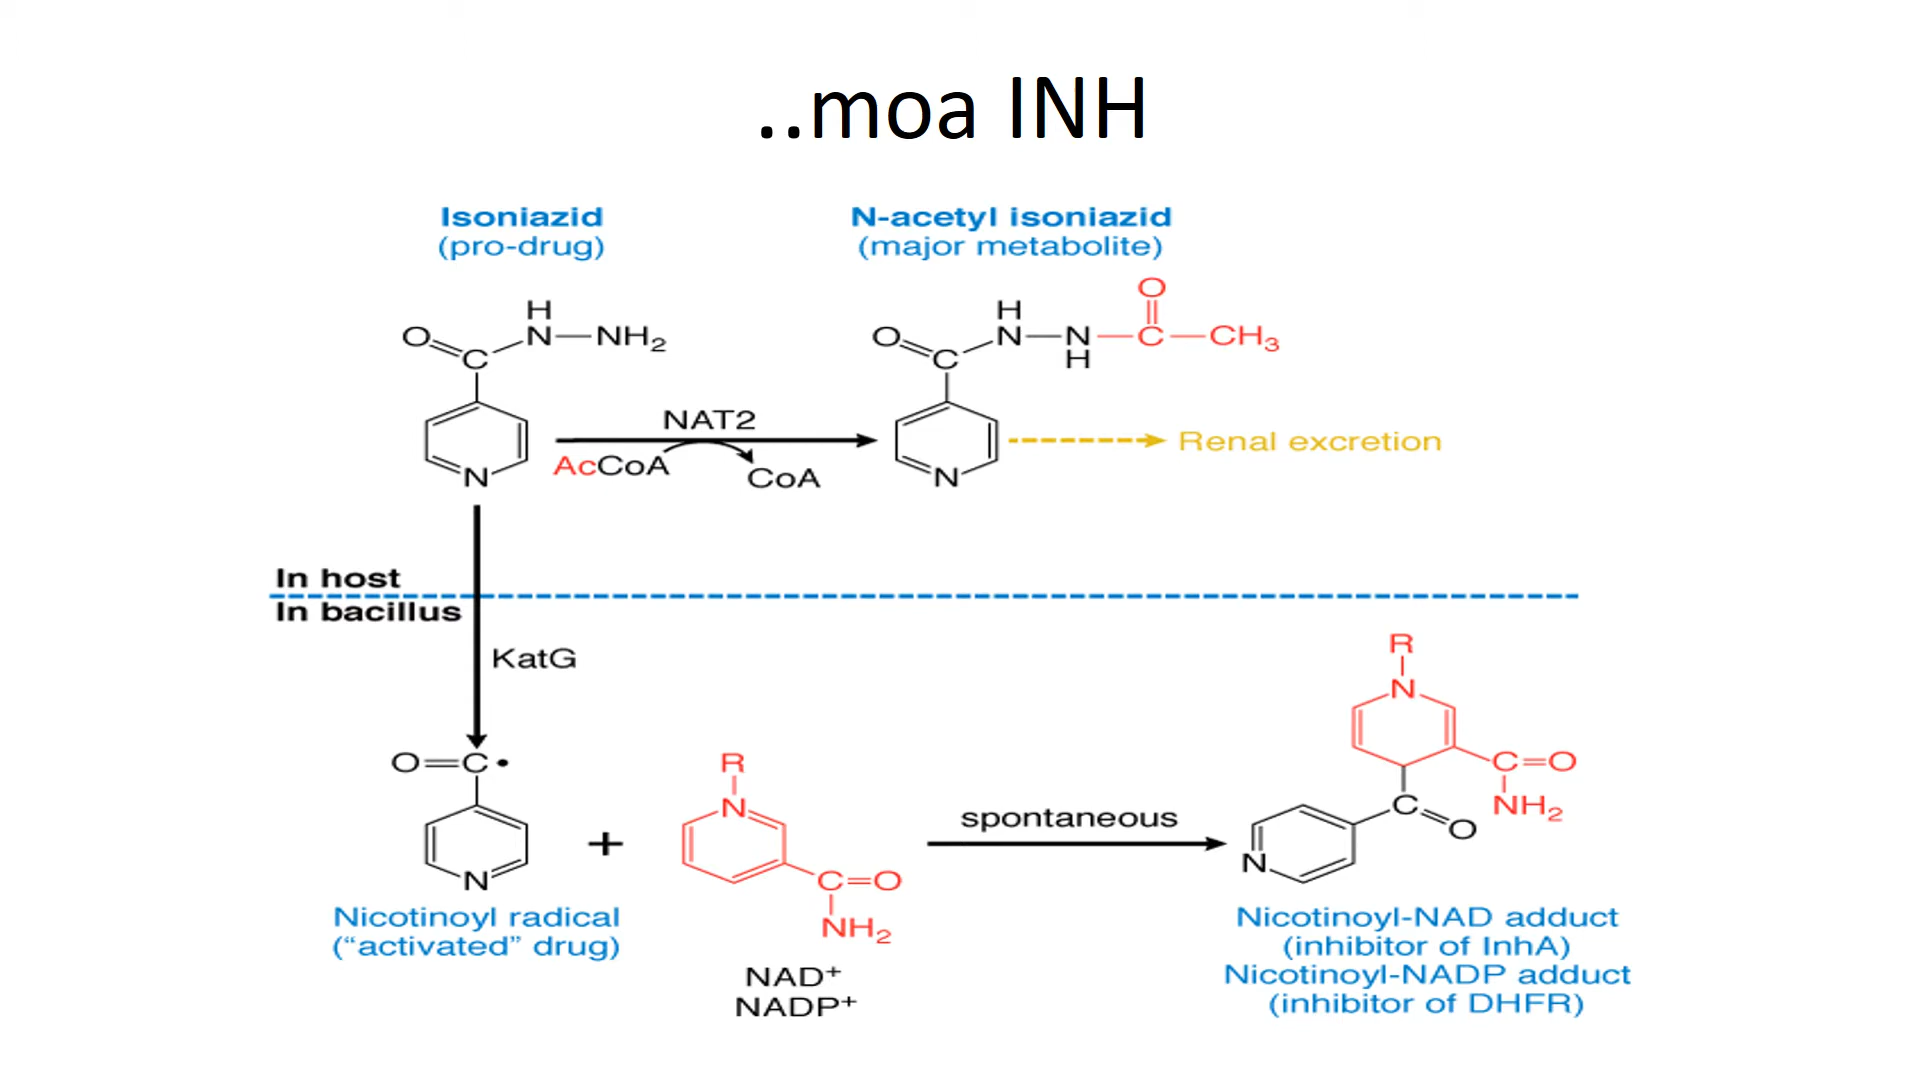 ..moa INH
Isoniazid
(pro-drug)
N-acetyl isoniazid
(major metabolite)
O
H
N
NH₂
C
N
O
H
N
N
H
C
O
C
CH₃
N
NAT2
AcCoA
CoA
Renal excretion
In host
In bacillus
KatG
O=C•
N
Nicotinoyl radical
(“activated” drug)
+
R
N
C=O
NH₂
NAD⁺
NADP⁺
spontaneous
R
N
C=O
NH₂
C
O
N
Nicotinoyl-NAD adduct
(inhibitor of InhA)
Nicotinoyl-NADP adduct
(inhibitor of DHFR)